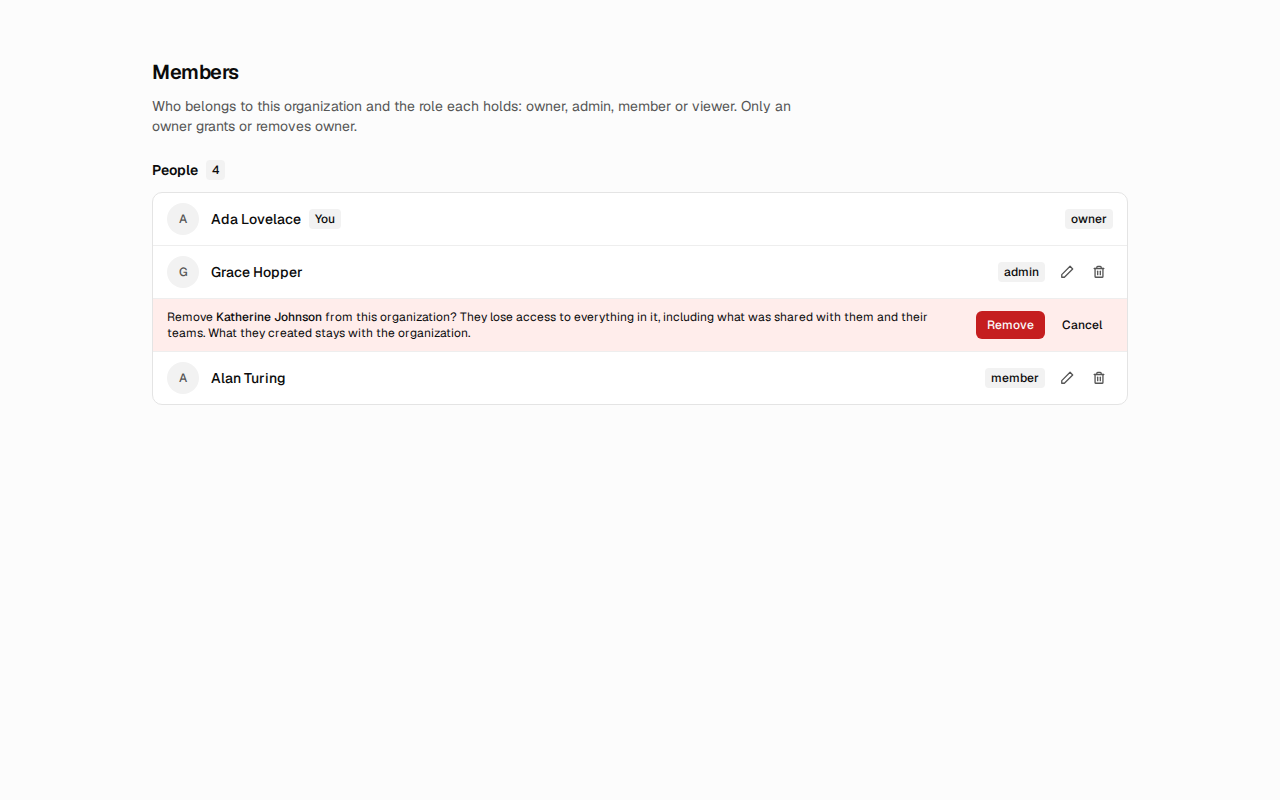 Members
Who belongs to this organization and the role each holds: owner, admin, member or viewer. Only an
owner grants or removes owner.
People 4
A Ada Lovelace You owner
G Grace Hopper admin
Remove Katherine Johnson from this organization? They lose access to everything in it, including what was shared with them and their
teams. What they created stays with the organization.
Remove Cancel
A Alan Turing member